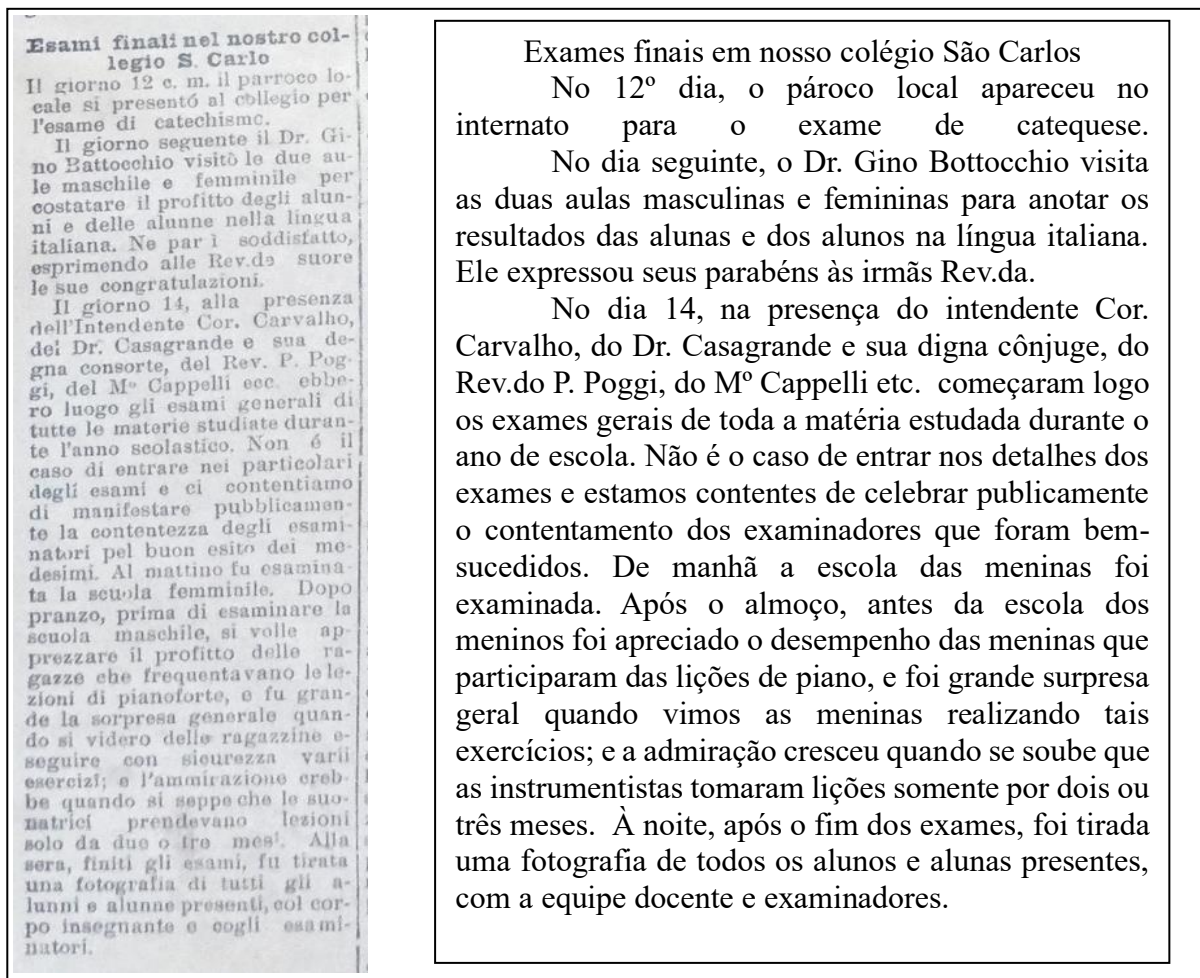 Esami finali nel nostro col-
legio S. Carlo
Il giorno 12 c. m. il parroco lo-
cale si presentó al collegio per
l'esame di catechismo.
Il giorno seguente il Dr. Gi-
no Battocchio visitò le due au-
le maschile e femminile per
costatare il profitto degli alun-
ni e delle alunne nella lingua
italiana. Ne par i soddisfatto,
esprimendo alle Rev.de suore
le sue congratulazioni.
Il giorno 14, alla presenza
dell'Intendente Cor. Carvalho,
del Dr. Casagrande e sua de-
gna consorte, del Rev. P. Pog-
gi, del Mº Cappelli ecc. ebbe-
ro luogo gli esami generali di
tutte le materie studiate duran-
te l'anno scolastico. Non é il
caso di entrare nei particolari
degli esami e ci contentiamo
di manifestare pubblicamen-
te la contentezza degli esami-
natori pel buon esito dei me-
desimi. Al mattino fu esamina-
ta la scuola femminile. Dopo
pranzo, prima di esaminare la
scuola maschile, si volle ap-
prezzare il profitto delle ra-
gazze che frequentavano le le-
zioni di pianoforte, e fu gran-
de la sorpresa generale quan-
do si videro delle ragazzine e-
seguire con sicurezza varii
esercizi; e l'ammirazione creb-
be quando si seppe che le suo-
natrici prendevano lezioni
solo da due o tre mesi. Alla
sera, finiti gli esami, fu tirata
una fotografia di tutti gli a-
lunni e alunne presenti, col cor-
po insegnante e cogli esami-
natori.
Exames finais em nosso colégio São Carlos
No 12º dia, o pároco local apareceu no
internato para o exame de catequese.
No dia seguinte, o Dr. Gino Bottocchio visita
as duas aulas masculinas e femininas para anotar os
resultados das alunas e dos alunos na língua italiana.
Ele expressou seus parabéns às irmãs Rev.da.
No dia 14, na presença do intendente Cor.
Carvalho, do Dr. Casagrande e sua digna cônjuge, do
Rev.do P. Poggi, do Mº Cappelli etc. começaram logo
os exames gerais de toda a matéria estudada durante o
ano de escola. Não é o caso de entrar nos detalhes dos
exames e estamos contentes de celebrar publicamente
o contentamento dos examinadores que foram bem-
sucedidos. De manhã a escola das meninas foi
examinada. Após o almoço, antes da escola dos
meninos foi apreciado o desempenho das meninas que
participaram das lições de piano, e foi grande surpresa
geral quando vimos as meninas realizando tais
exercícios; e a admiração cresceu quando se soube que
as instrumentistas tomaram lições somente por dois ou
três meses. À noite, após o fim dos exames, foi tirada
uma fotografia de todos os alunos e alunas presentes,
com a equipe docente e examinadores.